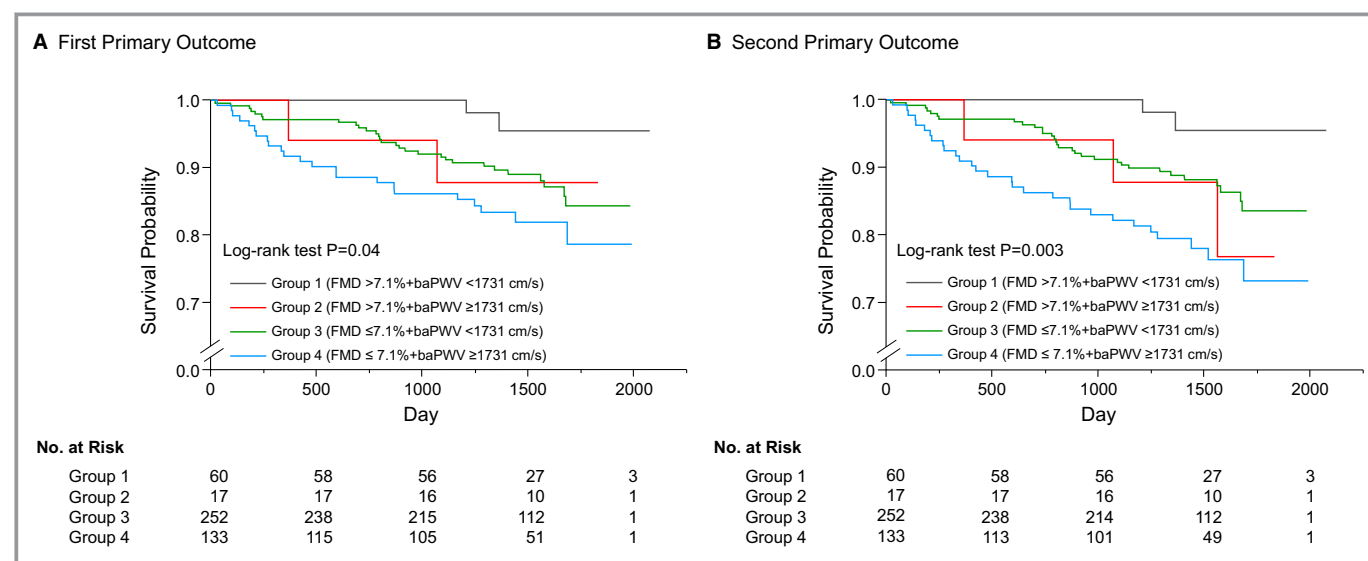 A First Primary Outcome
1.0
0.9
0.8
0.7
0.0
Survival Probability
Log-rank test P=0.04
Group 1 (FMD >7.1%+baPWV <1731 cm/s)
Group 2 (FMD >7.1%+baPWV ≥1731 cm/s)
Group 3 (FMD ≤7.1%+baPWV <1731 cm/s)
Group 4 (FMD ≤ 7.1%+baPWV ≥1731 cm/s)
0 500 1000 1500 2000
Day
No. at Risk
Group 1 60 58 56 27 3
Group 2 17 17 16 10 1
Group 3 252 238 215 112 1
Group 4 133 115 105 51 1
B Second Primary Outcome
1.0
0.9
0.8
0.7
0.0
Survival Probability
Log-rank test P=0.003
Group 1 (FMD >7.1%+baPWV <1731 cm/s)
Group 2 (FMD >7.1%+baPWV ≥1731 cm/s)
Group 3 (FMD ≤7.1%+baPWV <1731 cm/s)
Group 4 (FMD ≤ 7.1%+baPWV ≥1731 cm/s)
0 500 1000 1500 2000
Day
No. at Risk
Group 1 60 58 56 27 3
Group 2 17 17 16 10 1
Group 3 252 238 214 112 1
Group 4 133 113 101 49 1